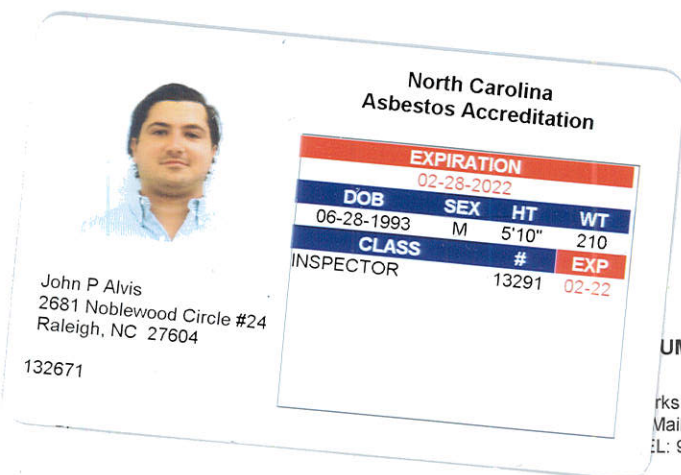 North Carolina
Asbestos Accreditation
EXPIRATION
02-28-2022
DOB SEX HT WT
06-28-1993 M 5'10" 210
CLASS # EXP
INSPECTOR 13291 02-22
John P Alvis
2681 Noblewood Circle #24
Raleigh, NC 27604
132671